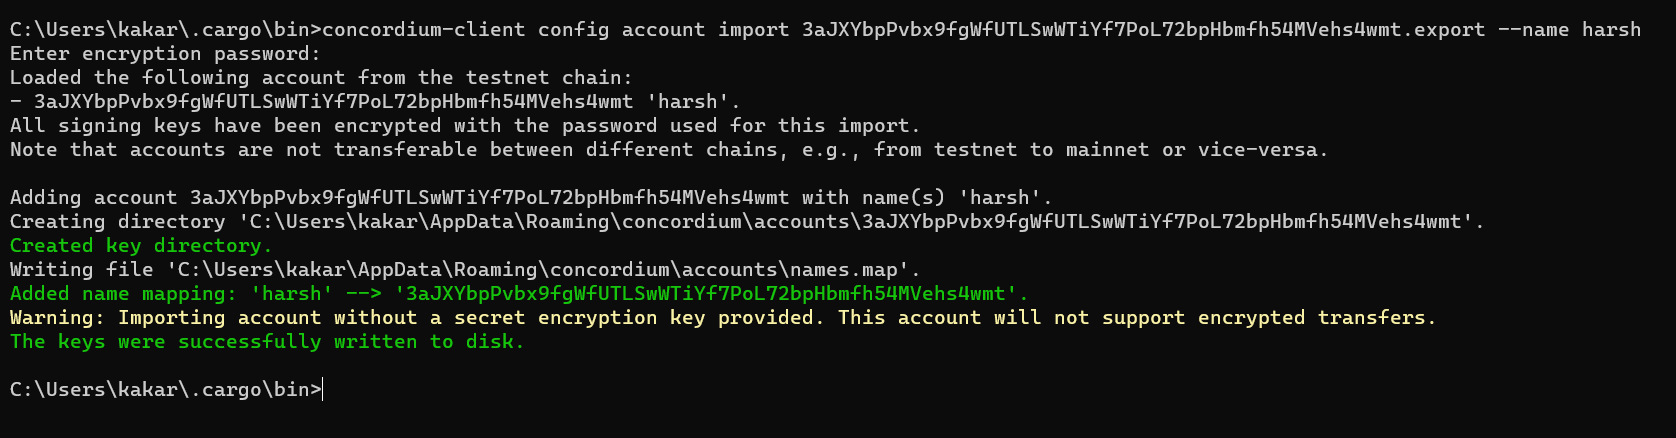 C:\Users\kakar\.cargo\bin>concordium-client config account import 3aJXYbpPvbx9fgWfUTLSwWTiYf7PoL72bpHbmfh54MVehs4wmt.export --name harsh
Enter encryption password:
Loaded the following account from the testnet chain:
- 3aJXYbpPvbx9fgWfUTLSwWTiYf7PoL72bpHbmfh54MVehs4wmt 'harsh'.
All signing keys have been encrypted with the password used for this import.
Note that accounts are not transferable between different chains, e.g., from testnet to mainnet or vice-versa.
Adding account 3aJXYbpPvbx9fgWfUTLSwWTiYf7PoL72bpHbmfh54MVehs4wmt with name(s) 'harsh'.
Creating directory 'C:\Users\kakar\AppData\Roaming\concordium\accounts\3aJXYbpPvbx9fgWfUTLSwWTiYf7PoL72bpHbmfh54MVehs4wmt'.
Created key directory.
Writing file 'C:\Users\kakar\AppData\Roaming\concordium\accounts\names.map'.
Added name mapping: 'harsh' --> '3aJXYbpPvbx9fgWfUTLSwWTiYf7PoL72bpHbmfh54MVehs4wmt'.
Warning: Importing account without a secret encryption key provided. This account will not support encrypted transfers.
The keys were successfully written to disk.
C:\Users\kakar\.cargo\bin>